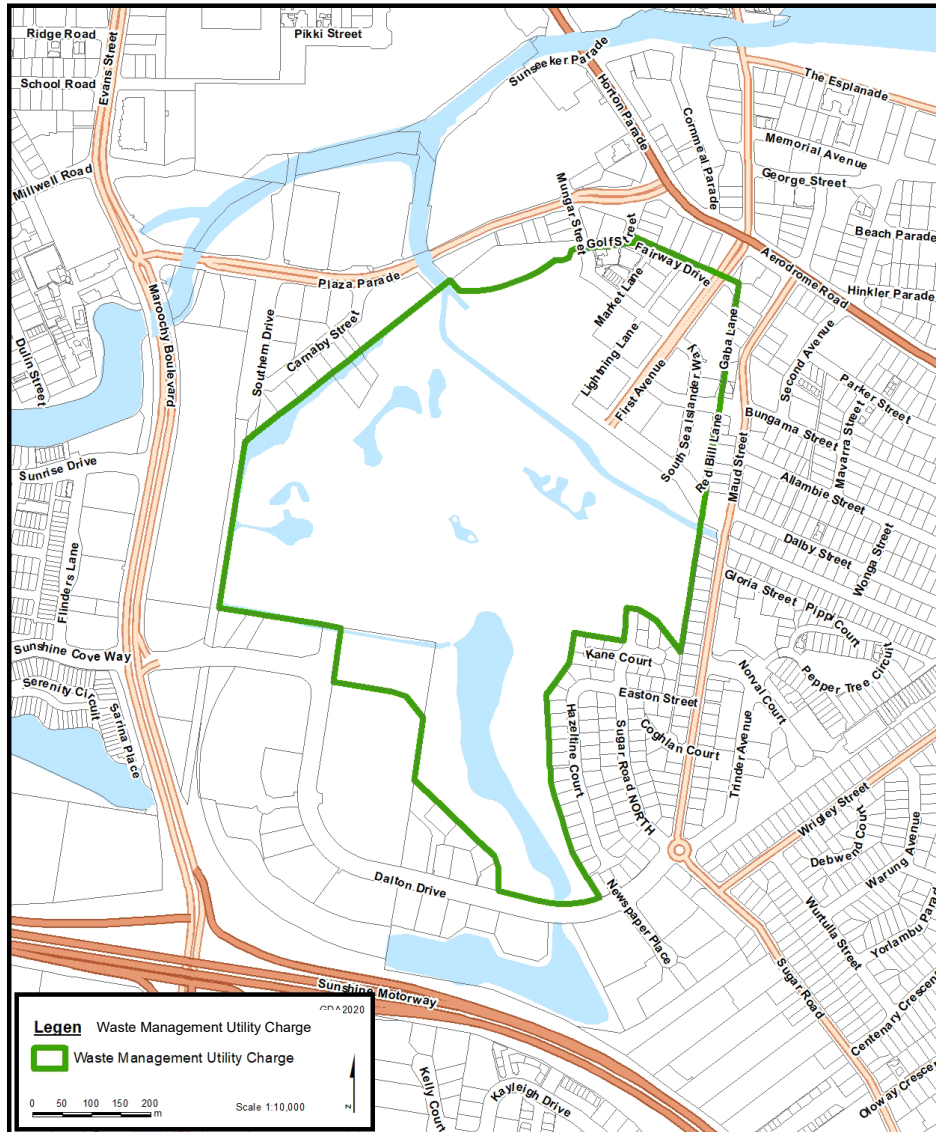 Ridge Road
Pikki Street
School Road
Evans Street
Sunseeker Parade
Horton Parade
The Esplanade
Cornmeal Parade
Memorial Avenue
Millwell Road
George Street
Mungar Street
Beach Parade
Golf Street
Fairway Drive
Aerodrome Road
Plaza Parade
Hinkler Parade
Maroochy Boulevard
Market Lane
Gaba Lane
Carnaby Street
Southern Drive
Dulin Street
Lightning Lane
First Avenue
South Sea Islander Way
Second Avenue
Parker Street
Mavarra Street
Bungama Street
Red Bill Lane
Maud Street
Sunrise Drive
Allambie Street
Dalby Street
Wonga Street
Flinders Lane
Gloria Street
Pippi Court
Sunshine Cove Way
Kane Court
Pepper Tree Circuit
Norval Court
Serenity Circuit
Sarina Place
Easton Street
Hazeltine Court
Sugar Road NORTH
Coghlan Court
Trinder Avenue
Wrigley Street
Debwend Court
Warung Avenue
Dalton Drive
Newspaper Place
Wurtulla Street
Yorlambu Parad
Sugar Road
Sunshine Motorway
Centenary Crescent
Oloway Crescen
Kelly Court
Kayleigh Drive
GDA2020
Legen Waste Management Utility Charge
Waste Management Utility Charge
0 50 100 150 200
m
Scale 1:10,000
N